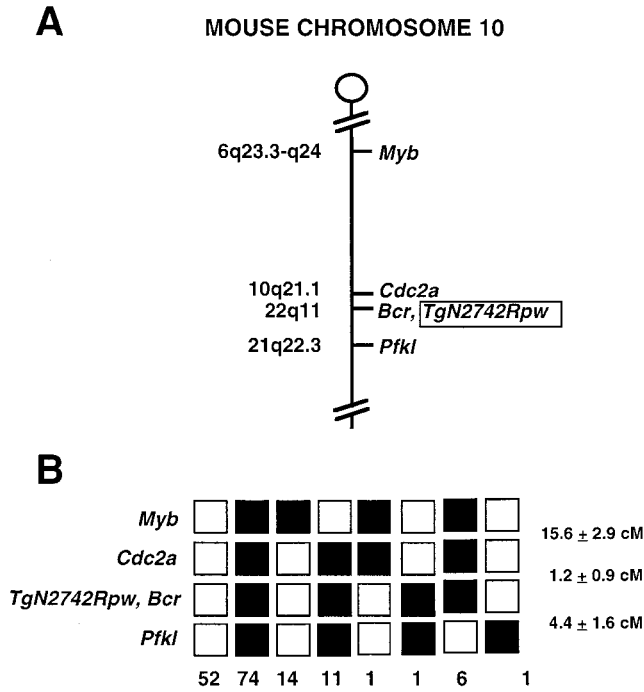 A
MOUSE CHROMOSOME 10
6q23.3-q24 Myb
10q21.1 Cdc2a
22q11 Bcr, TgN2742Rpw
21q22.3 Pfkl
B
Myb
15.6 ± 2.9 cM
Cdc2a
1.2 ± 0.9 cM
TgN2742Rpw, Bcr
4.4 ± 1.6 cM
Pfkl
52 74 14 11 1 1 6 1